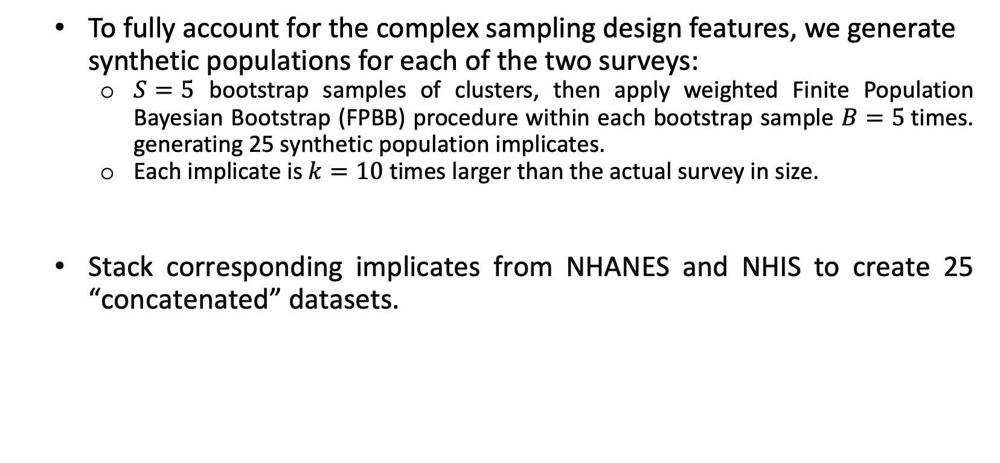 • To fully account for the complex sampling design features, we generate
synthetic populations for each of the two surveys:
o S = 5 bootstrap samples of clusters, then apply weighted Finite Population
Bayesian Bootstrap (FPBB) procedure within each bootstrap sample B = 5 times.
generating 25 synthetic population implicates.
o Each implicate is k = 10 times larger than the actual survey in size.
• Stack corresponding implicates from NHANES and NHIS to create 25
“concatenated” datasets.